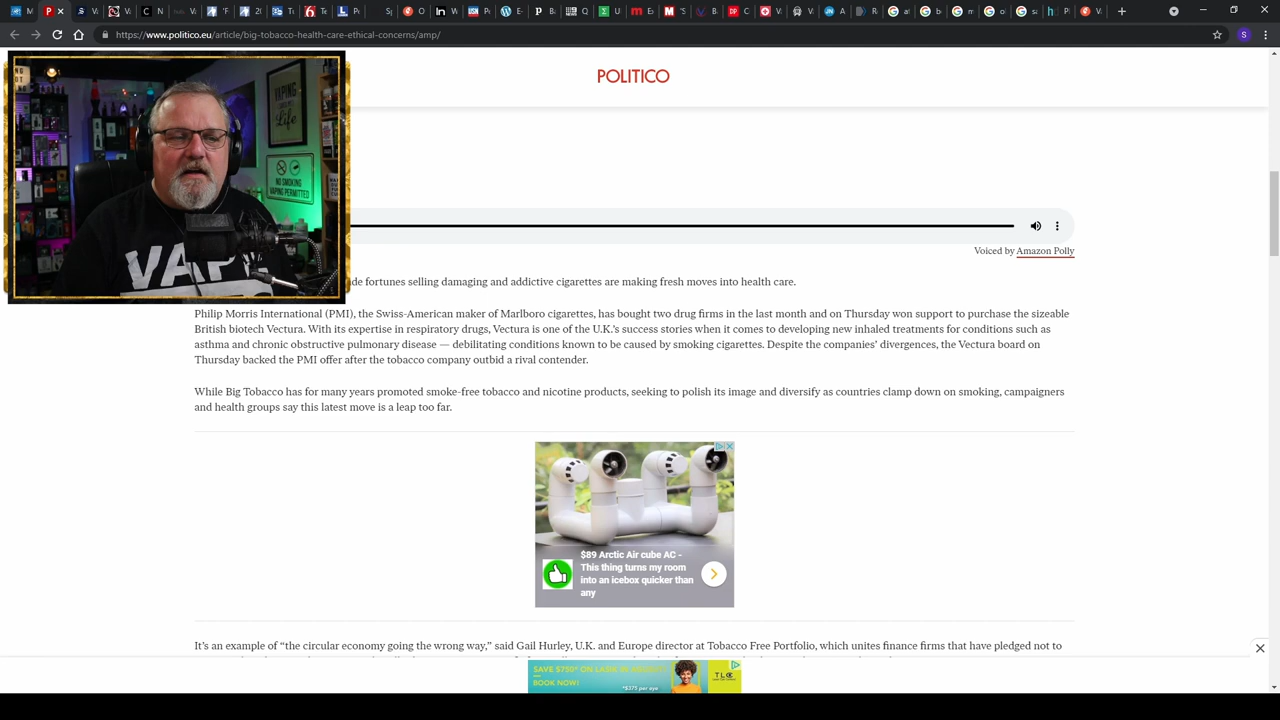 https://www.politico.eu/article/big-tobacco-health-care-ethical-concerns/amp/
POLITICO
VAPING
Life
NO SMOKING
VAPING PERMITTED
VAPE
Voiced by Amazon Polly
de fortunes selling damaging and addictive cigarettes are making fresh moves into health care.
Philip Morris International (PMI), the Swiss-American maker of Marlboro cigarettes, has bought two drug firms in the last month and on Thursday won support to purchase the sizeable
British biotech Vectura. With its expertise in respiratory drugs, Vectura is one of the U.K.'s success stories when it comes to developing new inhaled treatments for conditions such as
asthma and chronic obstructive pulmonary disease — debilitating conditions known to be caused by smoking cigarettes. Despite the companies' divergences, the Vectura board on
Thursday backed the PMI offer after the tobacco company outbid a rival contender.
While Big Tobacco has for many years promoted smoke-free tobacco and nicotine products, seeking to polish its image and diversify as countries clamp down on smoking, campaigners
and health groups say this latest move is a leap too far.
$89 Arctic Air cube AC -
This thing turns my room
into an icebox quicker than
any
It's an example of “the circular economy going the wrong way,” said Gail Hurley, U.K. and Europe director at Tobacco Free Portfolio, which unites finance firms that have pledged not to
BOOK NOW!
*$375 per eye
TLC